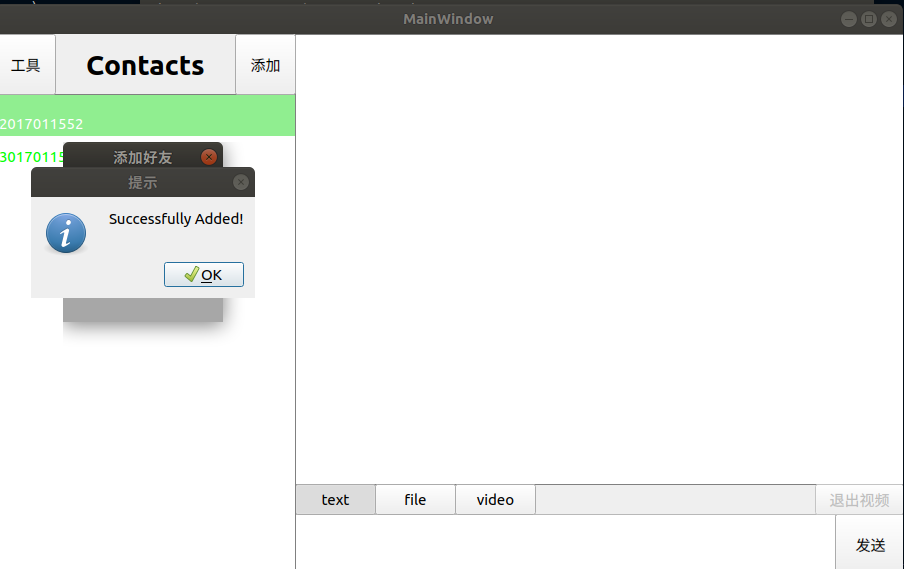 MainWindow
工具 Contacts 添加
2017011552
30170115
添加好友
提示
Successfully Added!
OK
text file video 退出视频
发送